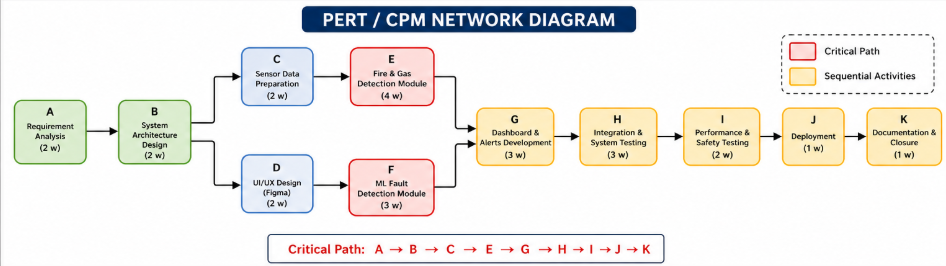 PERT / CPM NETWORK DIAGRAM
Critical Path
Sequential Activities
A
Requirement
Analysis
(2 w)
B
System
Architecture
Design
(2 w)
C
Sensor Data
Preparation
(2 w)
E
Fire & Gas
Detection Module
(4 w)
D
UI/UX Design
(Figma)
(2 w)
F
ML Fault
Detection Module
(3 w)
G
Dashboard &
Alerts Development
(3 w)
H
Integration &
System Testing
(3 w)
I
Performance &
Safety Testing
(2 w)
J
Deployment
(1 w)
K
Documentation &
Closure
(1 w)
Critical Path: A → B → C → E → G → H → I → J → K